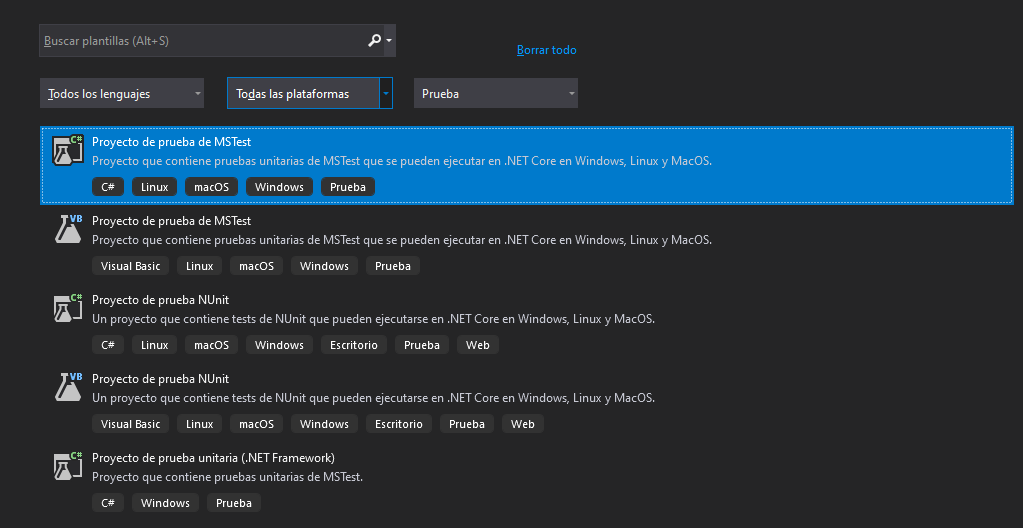 Buscar plantillas (Alt+S)
Borrar todo
Todos los lenguajes
Todas las plataformas
Prueba
C#
Proyecto de prueba de MSTest
Proyecto que contiene pruebas unitarias de MSTest que se pueden ejecutar en .NET Core en Windows, Linux y MacOS.
C# Linux macOS Windows Prueba
VB
Proyecto de prueba de MSTest
Proyecto que contiene pruebas unitarias de MSTest que se pueden ejecutar en .NET Core en Windows, Linux y MacOS.
Visual Basic Linux macOS Windows Prueba
C#
Proyecto de prueba NUnit
Un proyecto que contiene tests de NUnit que pueden ejecutarse en .NET Core en Windows, Linux y MacOS.
C# Linux macOS Windows Escritorio Prueba Web
VB
Proyecto de prueba NUnit
Un proyecto que contiene tests de NUnit que pueden ejecutarse en .NET Core en Windows, Linux y MacOS.
Visual Basic Linux macOS Windows Escritorio Prueba Web
C#
Proyecto de prueba unitaria (.NET Framework)
Proyecto que contiene pruebas unitarias de MSTest.
C# Windows Prueba